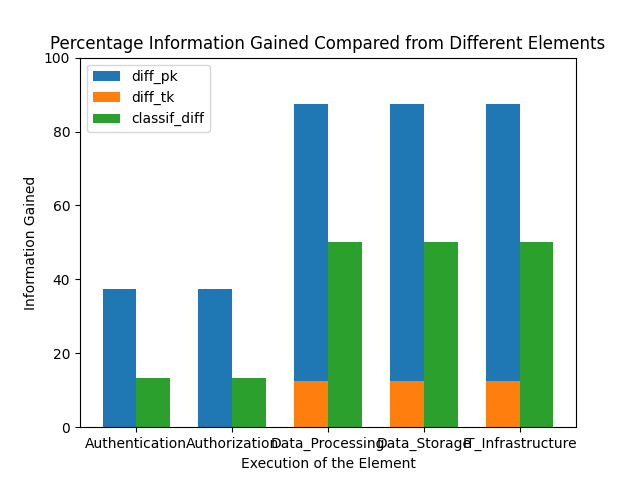 Percentage Information Gained Compared from Different Elements
100
80
60
40
20
0
Information Gained
diff_pk
diff_tk
classif_diff
Authentication Authorization Data_Processing Data_Storage IT_Infrastructure
Execution of the Element